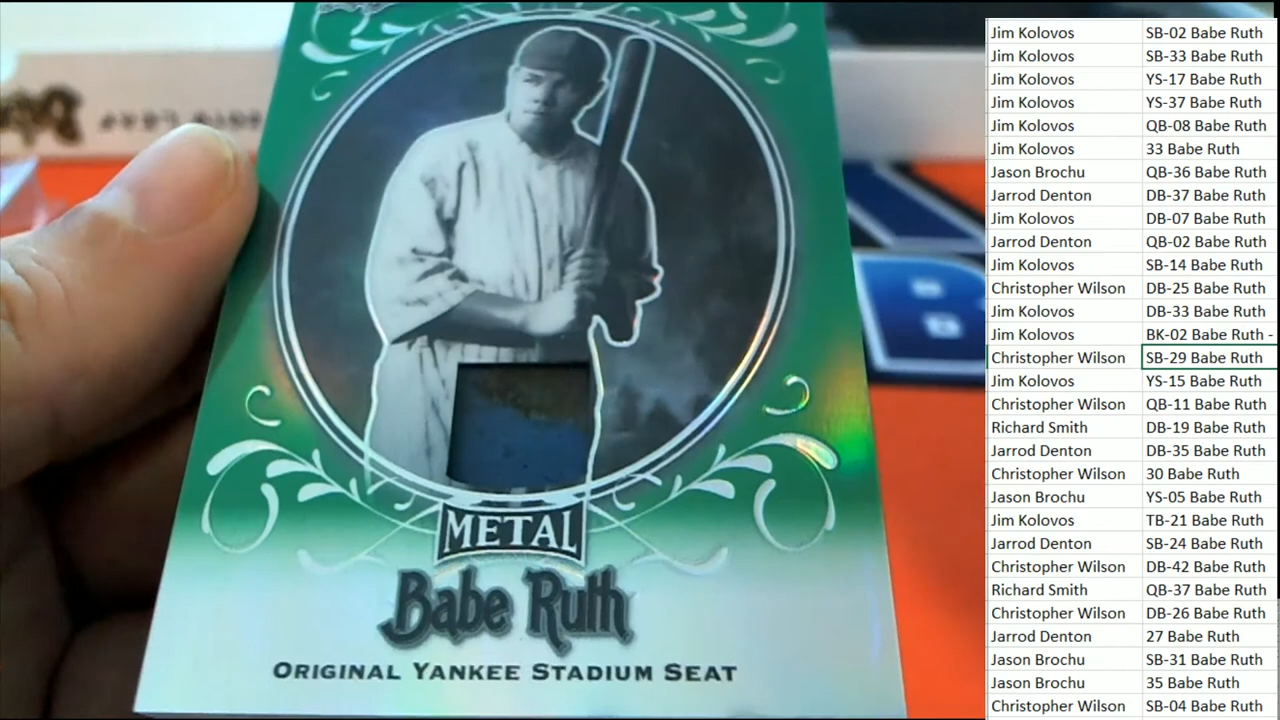 METAL
Babe Ruth
ORIGINAL YANKEE STADIUM SEAT
Jim Kolovos SB-02 Babe Ruth
Jim Kolovos SB-33 Babe Ruth
Jim Kolovos YS-17 Babe Ruth
Jim Kolovos YS-37 Babe Ruth
Jim Kolovos QB-08 Babe Ruth
Jim Kolovos 33 Babe Ruth
Jason Brochu QB-36 Babe Ruth
Jarrod Denton DB-37 Babe Ruth
Jim Kolovos DB-07 Babe Ruth
Jarrod Denton QB-02 Babe Ruth
Jim Kolovos SB-14 Babe Ruth
Christopher Wilson DB-25 Babe Ruth
Jim Kolovos DB-33 Babe Ruth
Jim Kolovos BK-02 Babe Ruth -
Christopher Wilson SB-29 Babe Ruth
Jim Kolovos YS-15 Babe Ruth
Christopher Wilson QB-11 Babe Ruth
Richard Smith DB-19 Babe Ruth
Jarrod Denton DB-35 Babe Ruth
Christopher Wilson 30 Babe Ruth
Jason Brochu YS-05 Babe Ruth
Jim Kolovos TB-21 Babe Ruth
Jarrod Denton SB-24 Babe Ruth
Christopher Wilson DB-42 Babe Ruth
Richard Smith QB-37 Babe Ruth
Christopher Wilson DB-26 Babe Ruth
Jarrod Denton 27 Babe Ruth
Jason Brochu SB-31 Babe Ruth
Jason Brochu 35 Babe Ruth
Christopher Wilson SB-04 Babe Ruth